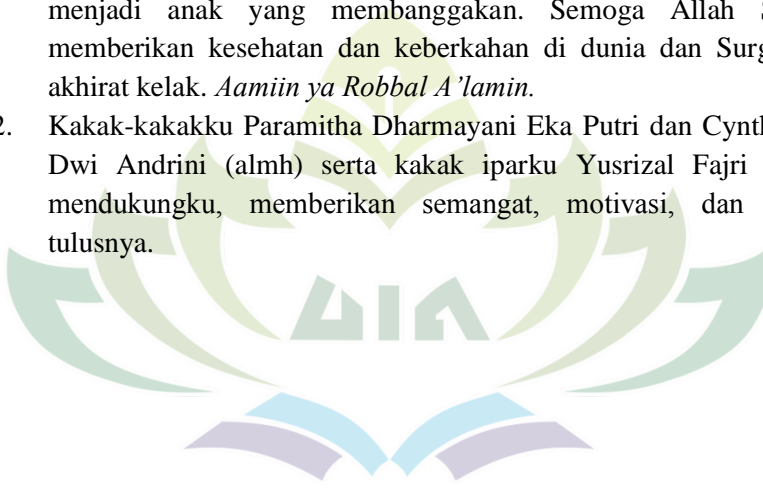 menjadi anak yang membanggakan. Semoga Allah
memberikan kesehatan dan keberkahan di dunia dan
akhirat kelak. Aamiin ya Robbal A’lamin.
2. Kakak-kakakku Paramitha Dharmayani Eka Putri dan
Dwi Andrini (almh) serta kakak iparku Yusrizal Fajri
mendukungku, memberikan semangat, motivasi, dan
tulusnya.
UIN